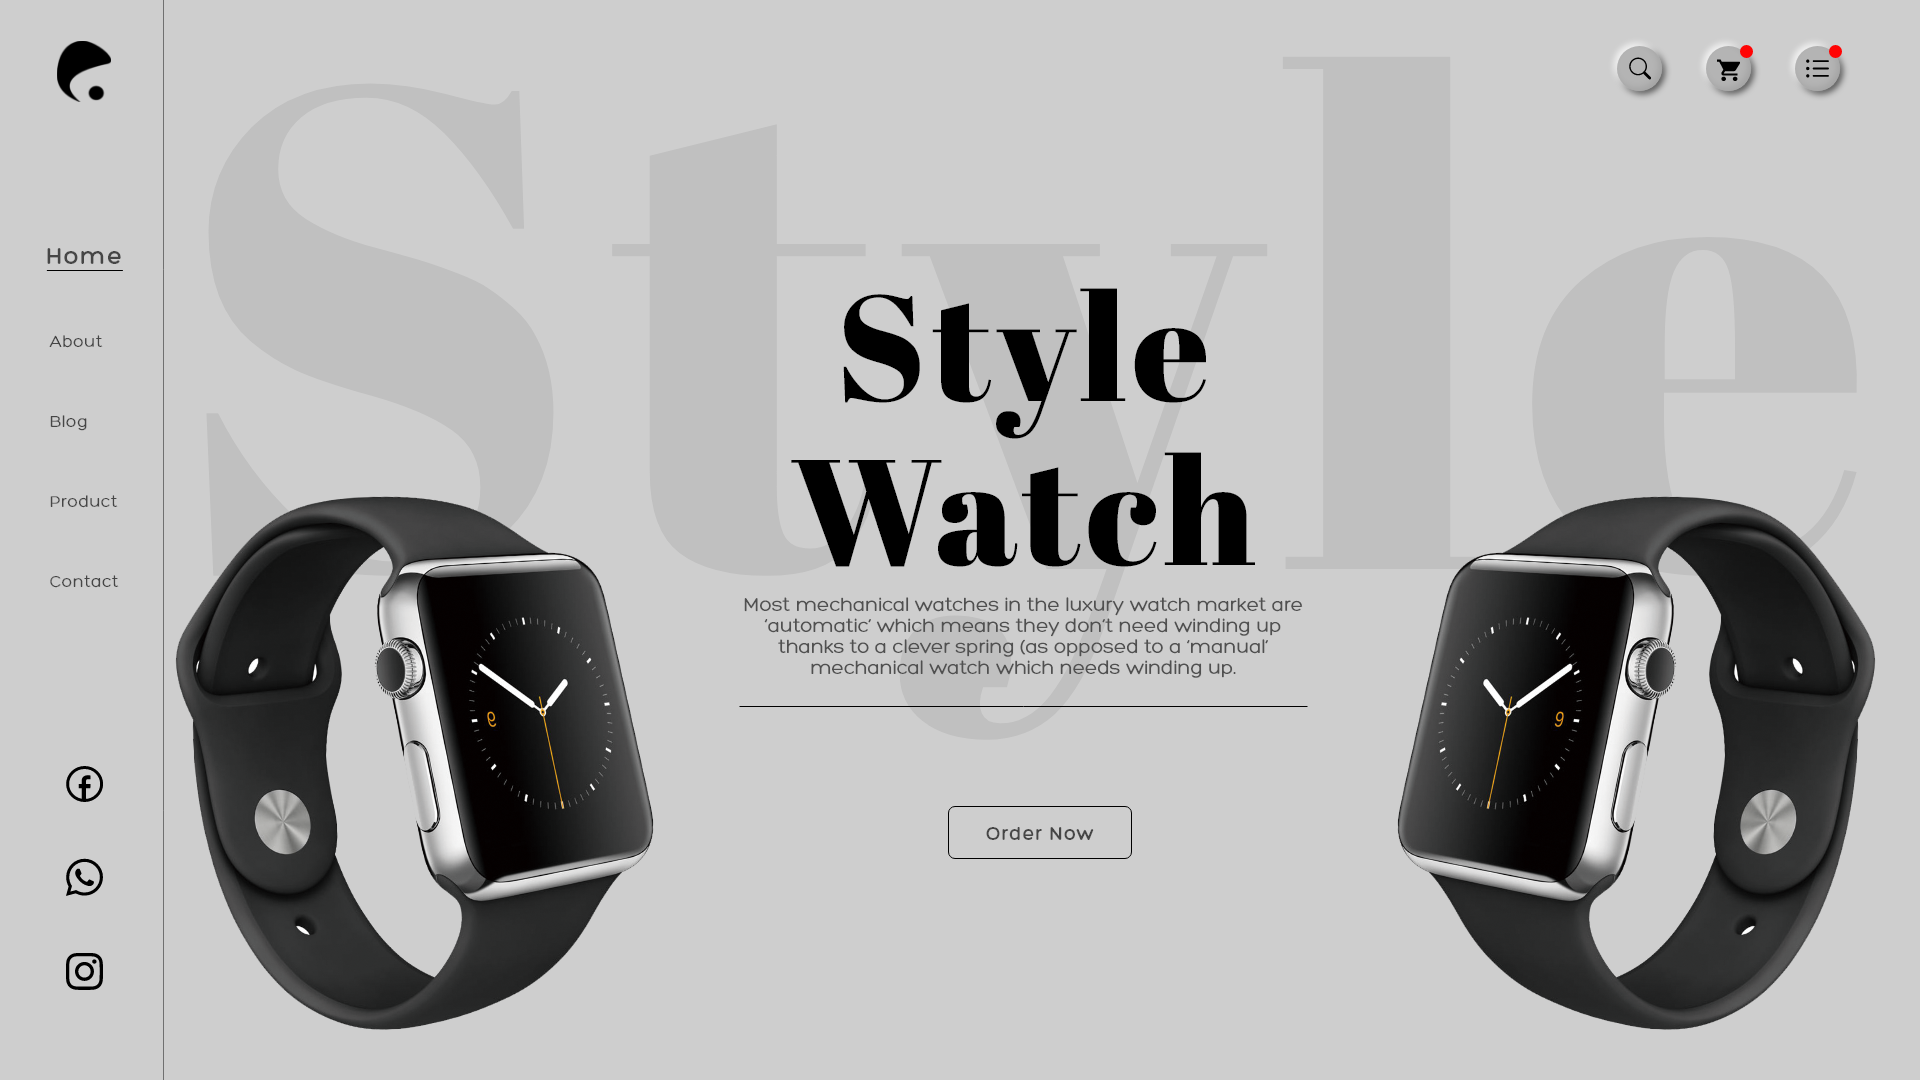 Style
Home
About
Blog
Product
Contact
Style
Watch
Most mechanical watches in the luxury watch market are
‘automatic’ which means they don’t need winding up
thanks to a clever spring (as opposed to a ‘manual’
mechanical watch which needs winding up.
Order Now
9
6